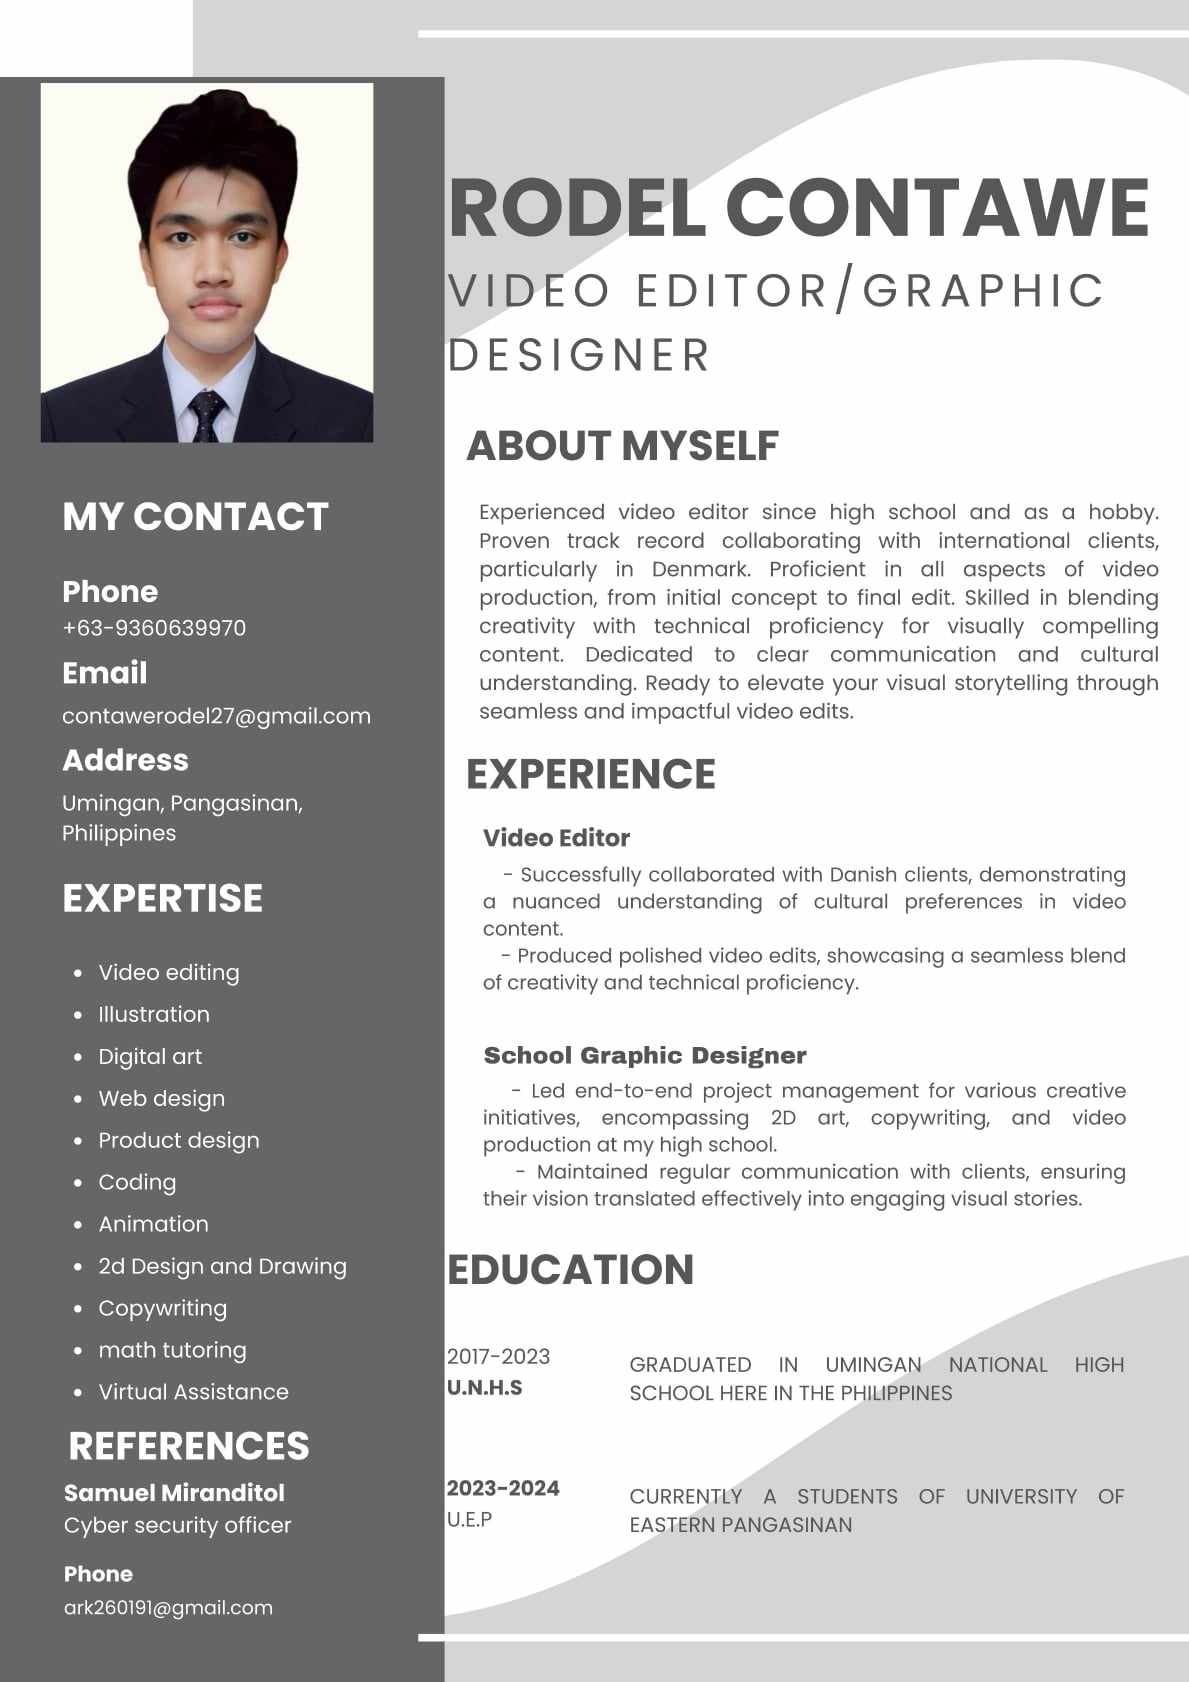 RODEL CONTAWE
VIDEO EDITOR/GRAPHIC
DESIGNER
MY CONTACT
Phone
+63-9360639970
Email
contawerodel27@gmail.com
Address
Umingan, Pangasinan,
Philippines
EXPERTISE
• Video editing
• Illustration
• Digital art
• Web design
• Product design
• Coding
• Animation
• 2d Design and Drawing
• Copywriting
• math tutoring
• Virtual Assistance
REFERENCES
Samuel Miranditol
Cyber security officer
Phone
ark260191@gmail.com
ABOUT MYSELF
Experienced video editor since high school and as a hobby.
Proven track record collaborating with international clients,
particularly in Denmark. Proficient in all aspects of video
production, from initial concept to final edit. Skilled in blending
creativity with technical proficiency for visually compelling
content. Dedicated to clear communication and cultural
understanding. Ready to elevate your visual storytelling through
seamless and impactful video edits.
EXPERIENCE
Video Editor
- Successfully collaborated with Danish clients, demonstrating
a nuanced understanding of cultural preferences in video
content.
- Produced polished video edits, showcasing a seamless blend
of creativity and technical proficiency.
School Graphic Designer
- Led end-to-end project management for various creative
initiatives, encompassing 2D art, copywriting, and video
production at my high school.
- Maintained regular communication with clients, ensuring
their vision translated effectively into engaging visual stories.
EDUCATION
2017-2023
U.N.H.S
GRADUATED IN UMINGAN NATIONAL HIGH
SCHOOL HERE IN THE PHILIPPINES
2023-2024
U.E.P
CURRENTLY A STUDENTS OF UNIVERSITY OF
EASTERN PANGASINAN